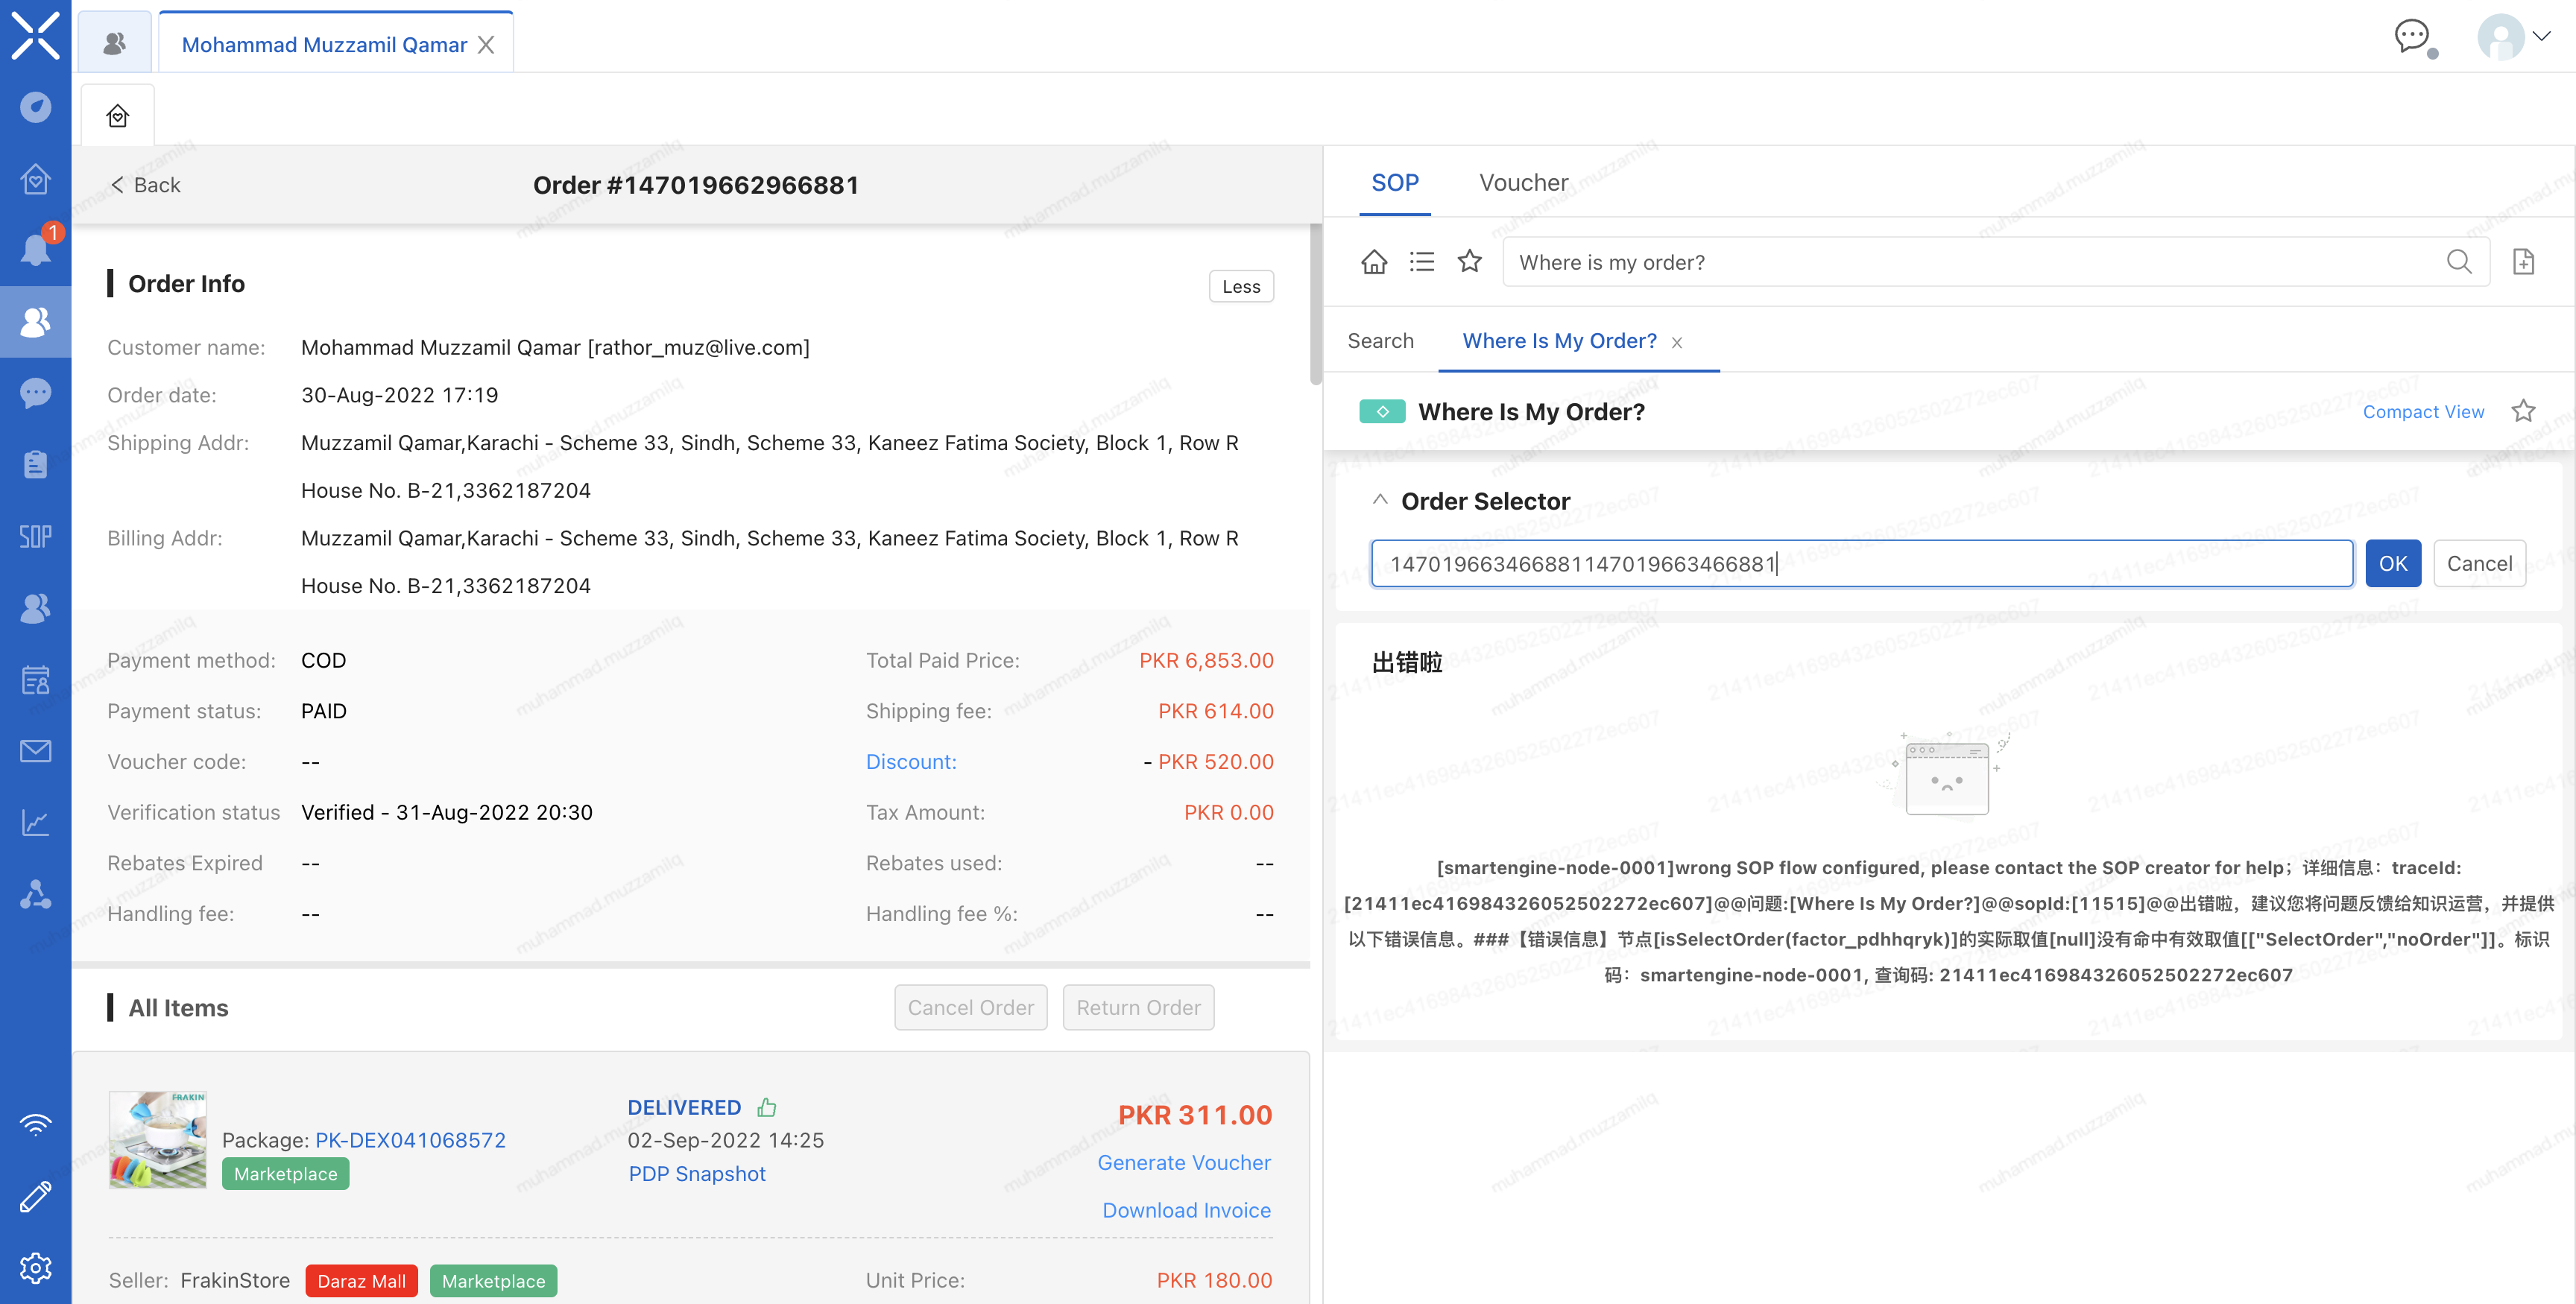 Mohammad Muzzamil Qamar
1
Back
Order #147019662966881
Order Info
Less
Customer name: Mohammad Muzzamil Qamar [rathor_muz@live.com]
Order date: 30-Aug-2022 17:19
Shipping Addr: Muzzamil Qamar,Karachi - Scheme 33, Sindh, Scheme 33, Kaneez Fatima Society, Block 1, Row R
House No. B-21,3362187204
Billing Addr: Muzzamil Qamar,Karachi - Scheme 33, Sindh, Scheme 33, Kaneez Fatima Society, Block 1, Row R
House No. B-21,3362187204
Payment method: COD Total Paid Price: PKR 6,853.00
Payment status: PAID Shipping fee: PKR 614.00
Voucher code: -- Discount: - PKR 520.00
Verification status Verified - 31-Aug-2022 20:30 Tax Amount: PKR 0.00
Rebates Expired -- Rebates used: --
Handling fee: -- Handling fee %: --
All Items
Cancel Order
Return Order
FRAKIN
Package: PK-DEX041068572
Marketplace
DELIVERED
02-Sep-2022 14:25
PDP Snapshot
PKR 311.00
Generate Voucher
Download Invoice
Seller: FrakinStore Daraz Mall Marketplace Unit Price: PKR 180.00
SOP
SOP Voucher
Where is my order?
Search Where Is My Order? x
Where Is My Order? Compact View
Order Selector
147019663466881147019663466881 OK Cancel
出错啦
[smartengine-node-0001]wrong SOP flow configured, please contact the SOP creator for help；详细信息：traceId:
[21411ec416984326052502272ec607]@@问题:[Where Is My Order?]@@sopId:[11515]@@出错啦，建议您将问题反馈给知识运营，并提供
以下错误信息。###【错误信息】节点[isSelectOrder(factor_pdhhqryk)]的实际取值[null]没有命中有效取值[["SelectOrder","noOrder"]]。标识
码：smartengine-node-0001, 查询码: 21411ec416984326052502272ec607
muhammad.muzzamilq
21411ec416984326052502272ec607